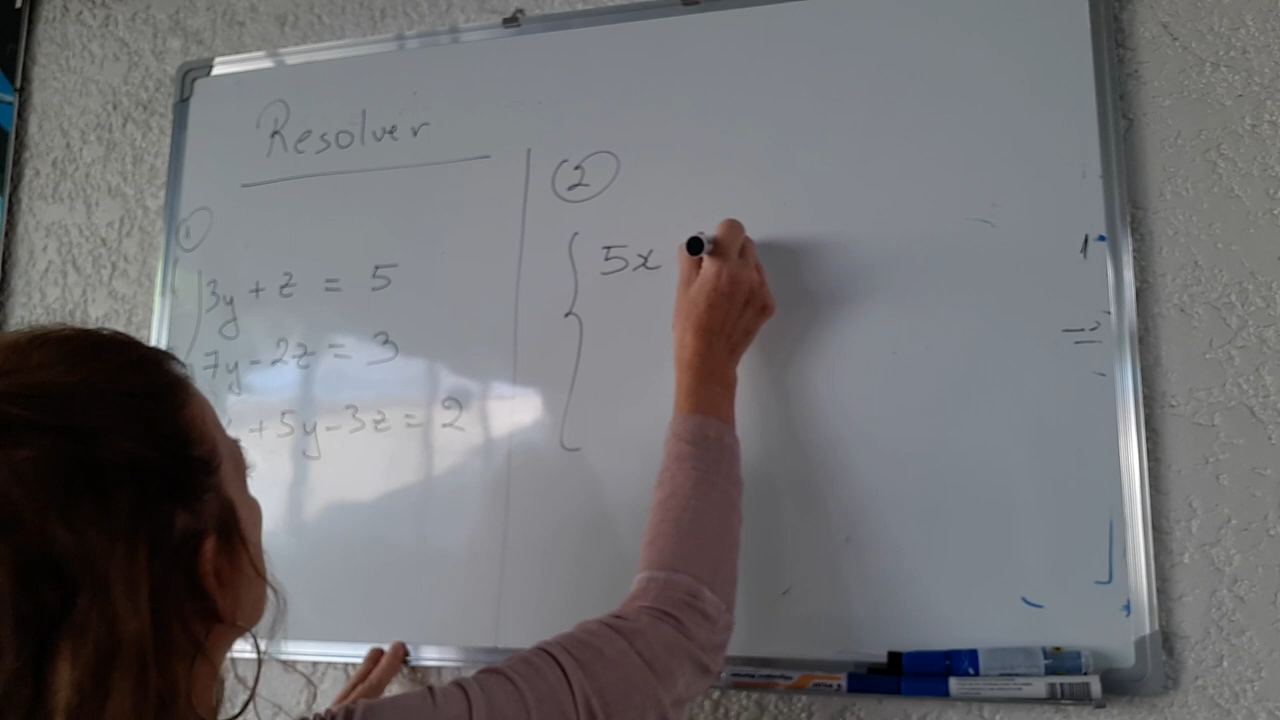 Resolver
1
3y + z = 5
7y - 2z = 3
+ 5y - 3z = 2
2
5x